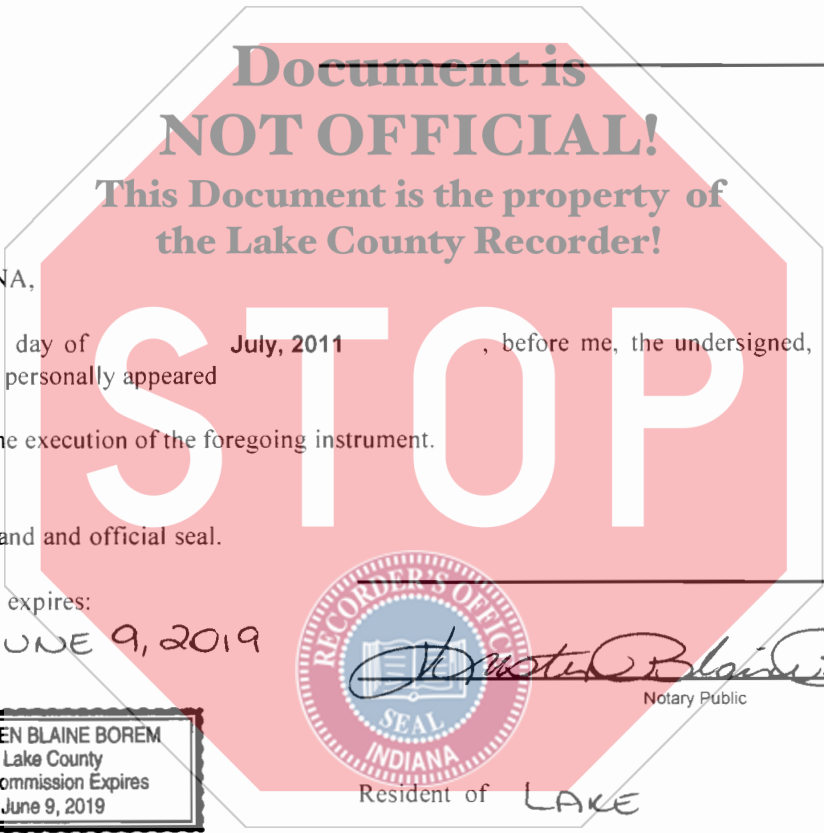 Document is
NOT OFFICIAL!
This Document is the property of
the Lake County Recorder!
NA,
day of July, 2011 , before me, the undersigned,
personally appeared
he execution of the foregoing instrument.
STOP
and and official seal.
expires:
UNE 9, 2019
RECORDER'S OFFICE
SEAL
INDIANA
Blaine
Notary Public
EN BLAINE BOREM
Lake County
ommission Expires
June 9, 2019
Resident of LAKE